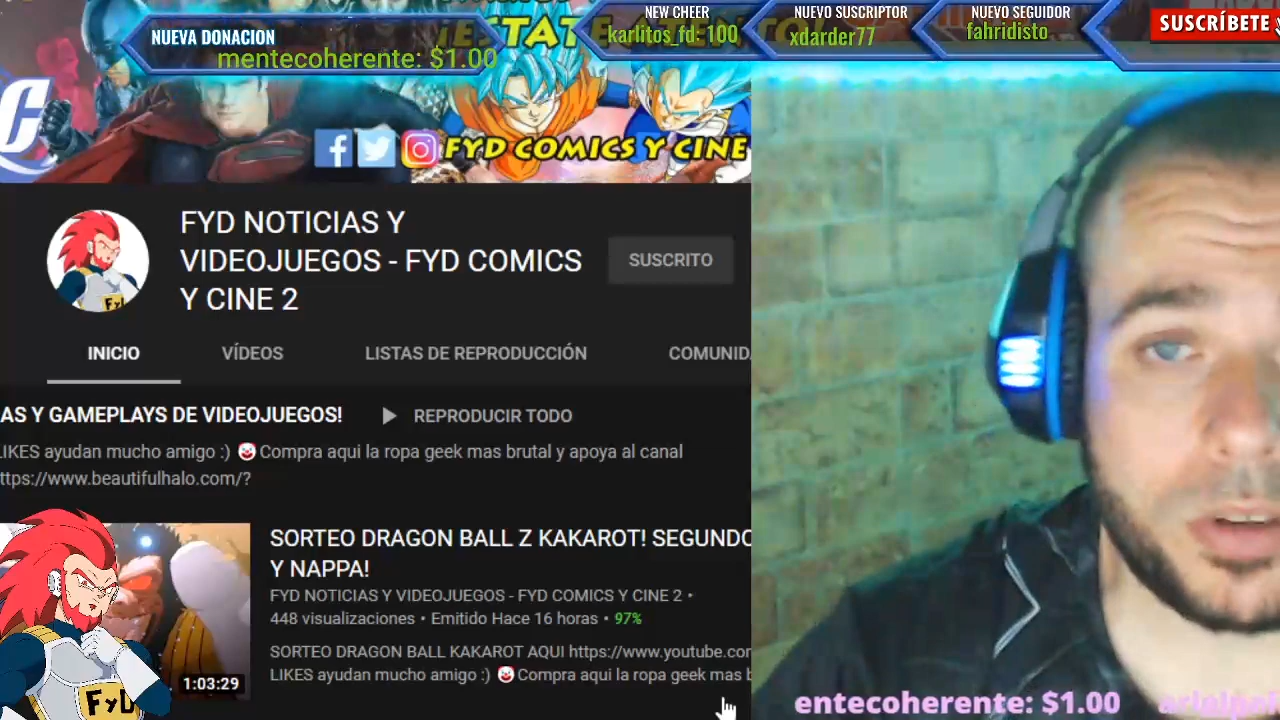 NUEVA DONACION
mentecoherente: $1.00
NEW CHEER
karlitos_fd: 100
NUEVO SUSCRIPTOR
xdarder77
NUEVO SEGUIDOR
fahridisto
SUSCRÍBETE
FYD COMICS Y CINE
FYD NOTICIAS Y
VIDEOJUEGOS - FYD COMICS
Y CINE 2
SUSCRITO
INICIO
VÍDEOS
LISTAS DE REPRODUCCIÓN
COMUNIDA
AS Y GAMEPLAYS DE VIDEOJUEGOS!
REPRODUCIR TODO
LIKES ayudan mucho amigo :) 🤡Compra aqui la ropa geek mas brutal y apoya al canal
ttps://www.beautifulhalo.com/?
SORTEO DRAGON BALL Z KAKAROT! SEGUNDO
Y NAPPA!
FYD NOTICIAS Y VIDEOJUEGOS - FYD COMICS Y CINE 2 •
448 visualizaciones • Emitido Hace 16 horas • 97%
SORTEO DRAGON BALL KAKAROT AQUI https://www.youtube.com
LIKES ayudan mucho amigo :) 🤡Compra aqui la ropa geek mas b
1:03:29
FyD
entecoherente: $1.00